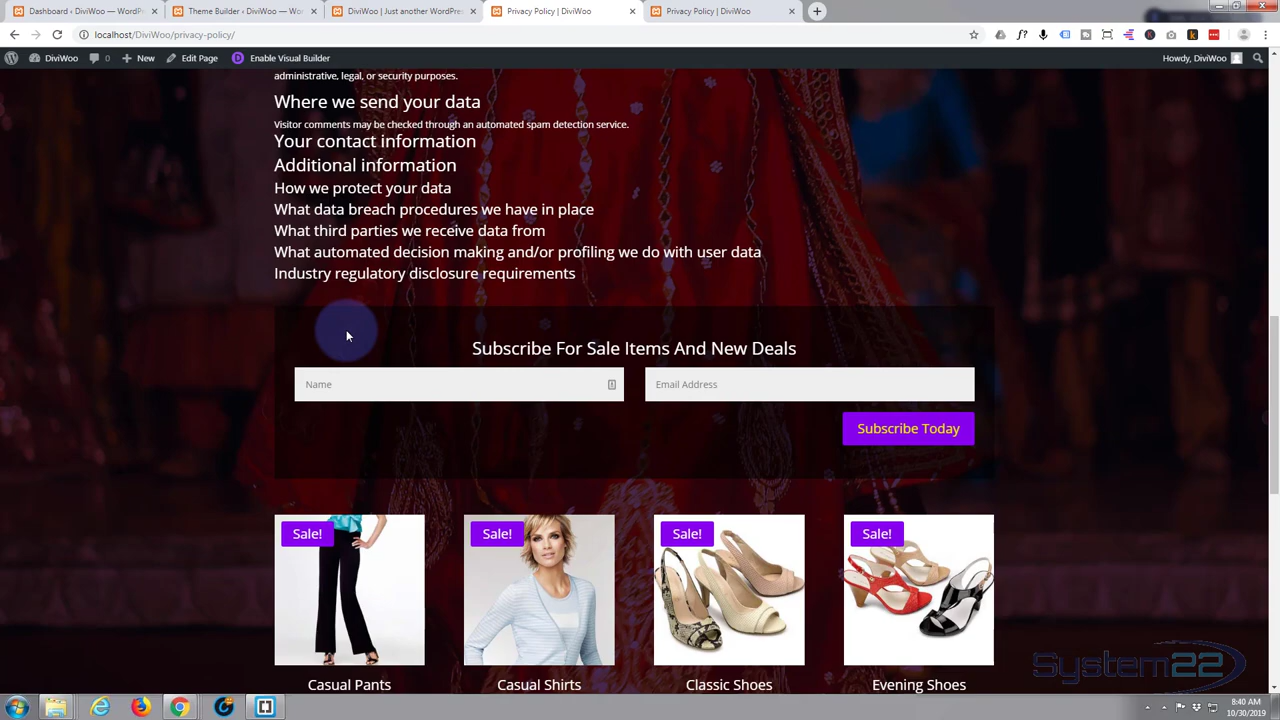 Dashboard ‹ DiviWoo — WordPr
Theme Builder ‹ DiviWoo — Wo
DiviWoo | Just another WordPres
Privacy Policy | DiviWoo
Privacy Policy | DiviWoo
localhost/DiviWoo/privacy-policy/
DiviWoo
0
New
Edit Page
Enable Visual Builder
Howdy, DiviWoo
administrative, legal, or security purposes.
Where we send your data
Visitor comments may be checked through an automated spam detection service.
Your contact information
Additional information
How we protect your data
What data breach procedures we have in place
What third parties we receive data from
What automated decision making and/or profiling we do with user data
Industry regulatory disclosure requirements
Subscribe For Sale Items And New Deals
Name
Email Address
Subscribe Today
Sale!
Sale!
Sale!
Sale!
Casual Pants
Casual Shirts
Classic Shoes
Evening Shoes
System22
8:40 AM
10/30/2019